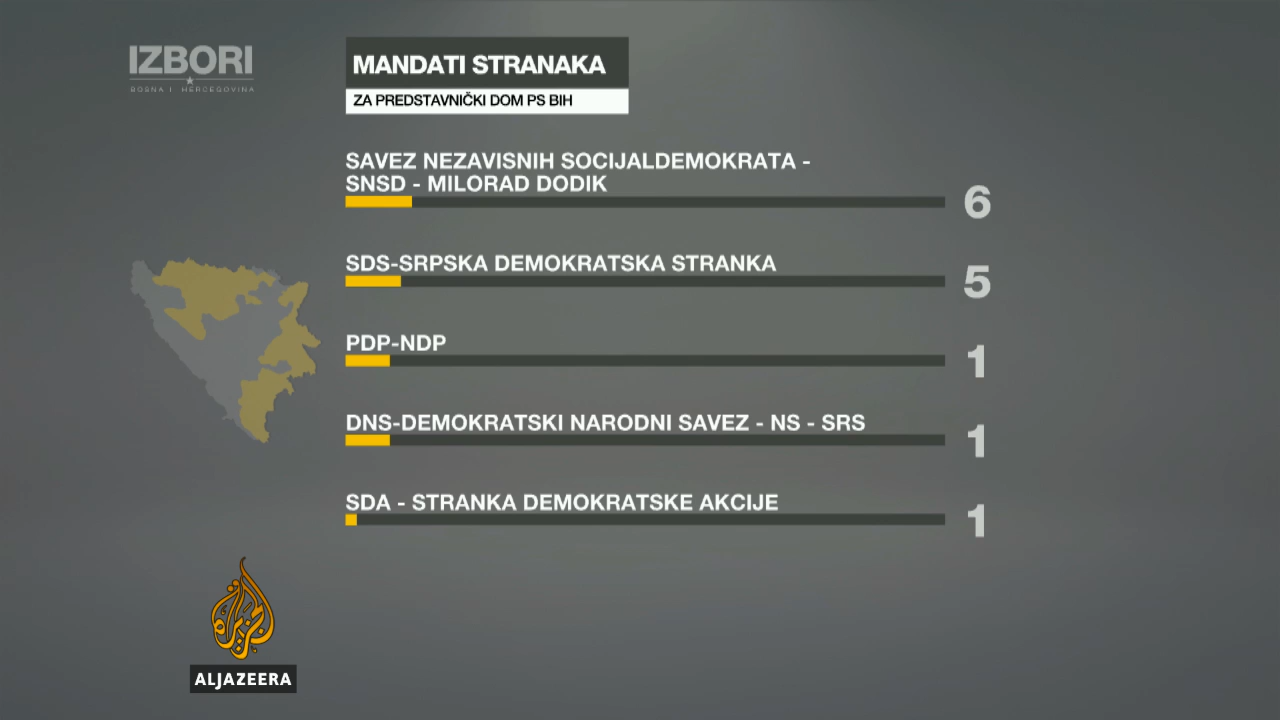 IZBORI
BOSNA I HERCEGOVINA
MANDATI STRANAKA
ZA PREDSTAVNIČKI DOM PS BIH
SAVEZ NEZAVISNIH SOCIJALDEMOKRATA -
SNSD - MILORAD DODIK
6
SDS-SRPSKA DEMOKRATSKA STRANKA
5
PDP-NDP
1
DNS-DEMOKRATSKI NARODNI SAVEZ - NS - SRS
1
SDA - STRANKA DEMOKRATSKE AKCIJE
1
الجزيرة
ALJAZEERA